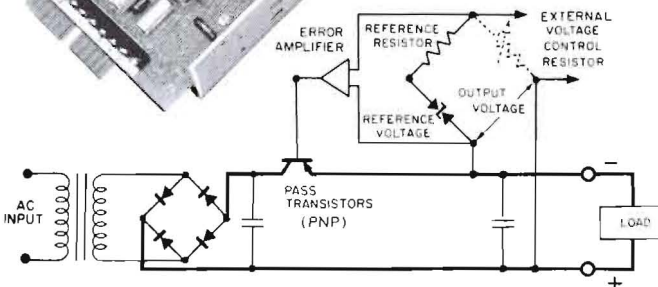 ERROR
AMPLIFIER
REFERENCE
RESISTOR
EXTERNAL
VOLTAGE
CONTROL
RESISTOR
OUTPUT
VOLTAGE
REFERENCE
VOLTAGE
AC
INPUT
PASS
TRANSISTORS
(PNP)
−
LOAD
+